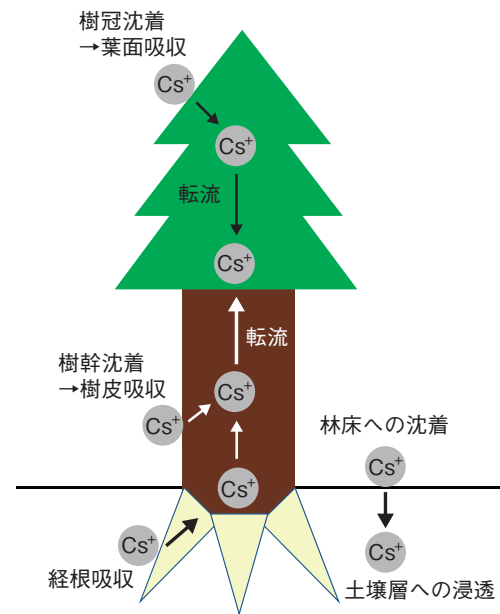 樹冠沈着
→葉面吸収
Cs⁺
Cs⁺
転流
Cs⁺
転流
樹幹沈着
→樹皮吸収
Cs⁺
Cs⁺
林床への沈着
Cs⁺
Cs⁺
Cs⁺
経根吸収
Cs⁺
土壌層への浸透